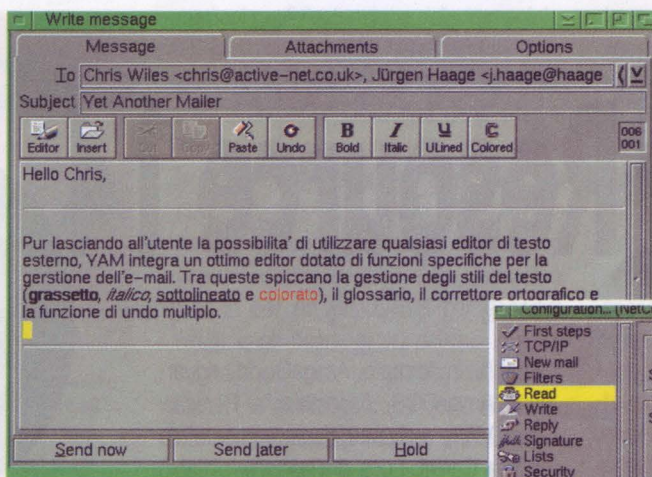 Write message
Message Attachments Options
To Chris Wiles <chris@active-net.co.uk>, Jürgen Haage <j.haage@haage
Subject Yet Another Mailer
Editor Insert Cut Copy Paste Undo Bold Italic ULined Colored 006
001
Hello Chris,
Pur lasciando all'utente la possibilita' di utilizzare qualsiasi editor di testo
esterno, YAM integra un ottimo editor dotato di funzioni specifiche per la
gerstione dell'e-mail. Tra queste spiccano la gestione degli stili del testo
(grassetto, italico, sottolineato e colorato), il glossario, il correttore ortografico e
la funzione di undo multiplo.
Send now Send later Hold
Configuration... (NetC
First steps
TCP/IP
New mail
Filters
Read
Write
Reply
Signature
Lists
Security